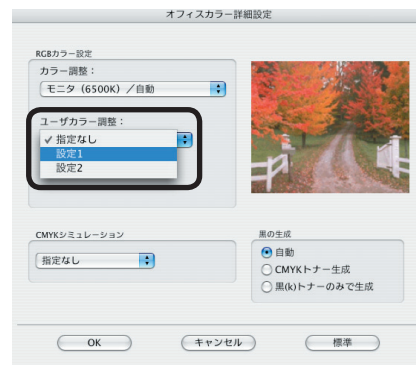 オフィスカラー詳細設定
RGBカラー設定
カラー調整：
モニタ（6500K）／自動
ユーザカラー調整：
✓指定なし
設定1
設定2
CMYKシミュレーション
指定なし
黒の生成
自動
CMYKトナー生成
黒(k)トナーのみで生成
OK
キャンセル
標準